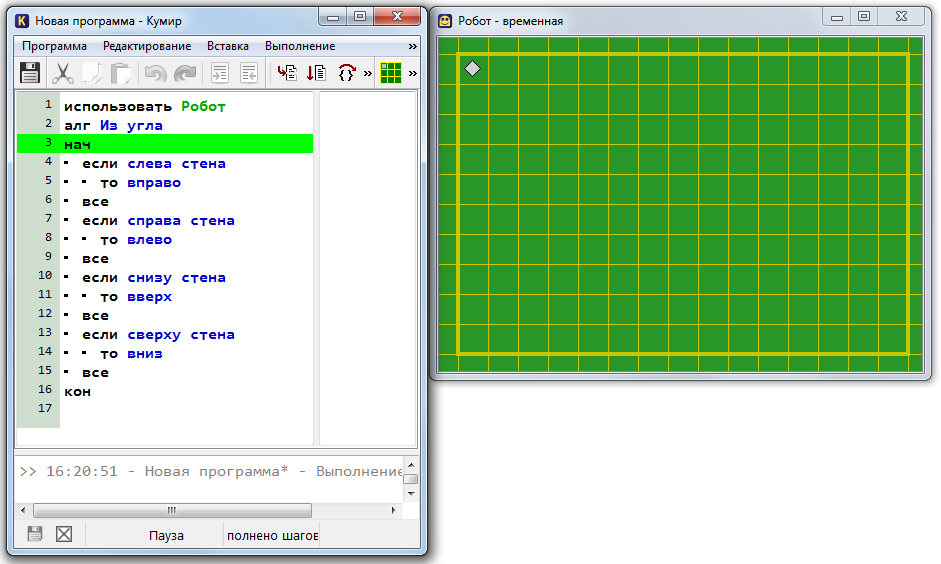 Новая программа - Кумир
Программа Редактирование Вставка Выполнение »
» »
1 использовать Робот
2 алг Из угла
3 нач
4 ▪ если слева стена
5 ▪ ▪ то вправо
6 ▪ все
7 ▪ если справа стена
8 ▪ ▪ то влево
9 ▪ все
10 ▪ если снизу стена
11 ▪ ▪ то вверх
12 ▪ все
13 ▪ если сверху стена
14 ▪ ▪ то вниз
15 ▪ все
16 кон
17
>> 16:20:51 - Новая программа* - Выполнение
Пауза полнено шагов
Робот - временная